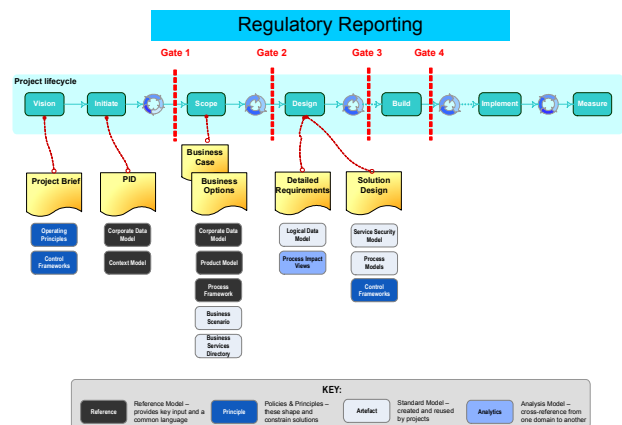 Regulatory Reporting
Gate 1
Gate 2
Gate 3
Gate 4
Project lifecycle
Vision
Initiate
Scope
Design
Build
Implement
Measure
Project Brief
PID
Business
Case
Business
Options
Detailed
Requirements
Solution
Design
Operating
Principles
Control
Frameworks
Corporate Data
Model
Context Model
Corporate Data
Model
Product Model
Process
Framework
Business
Scenario
Business
Services
Directory
Logical Data
Model
Process Impact
Views
Service Security
Model
Process
Models
Control
Frameworks
KEY:
Reference
Reference Model –
provides key input and a
common language
Principle
Policies & Principles –
these shape and
constrain solutions
Artefact
Standard Model –
created and reused
by projects
Analytics
Analysis Model –
cross-reference from
one domain to another